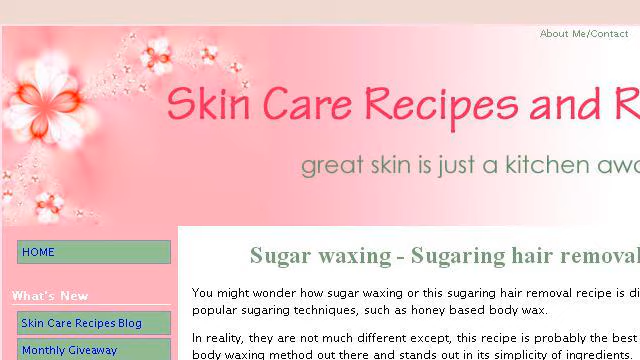 About Me/Contact
Skin Care Recipes and R
great skin is just a kitchen awa
HOME
What's New
Skin Care Recipes Blog
Monthly Giveaway
Sugar waxing - Sugaring hair removal
You might wonder how sugar waxing or this sugaring hair removal recipe is di
popular sugaring techniques, such as honey based body wax.
In reality, they are not much different except, this recipe is probably the best
body waxing method out there and stands out in its simplicity of ingredients.